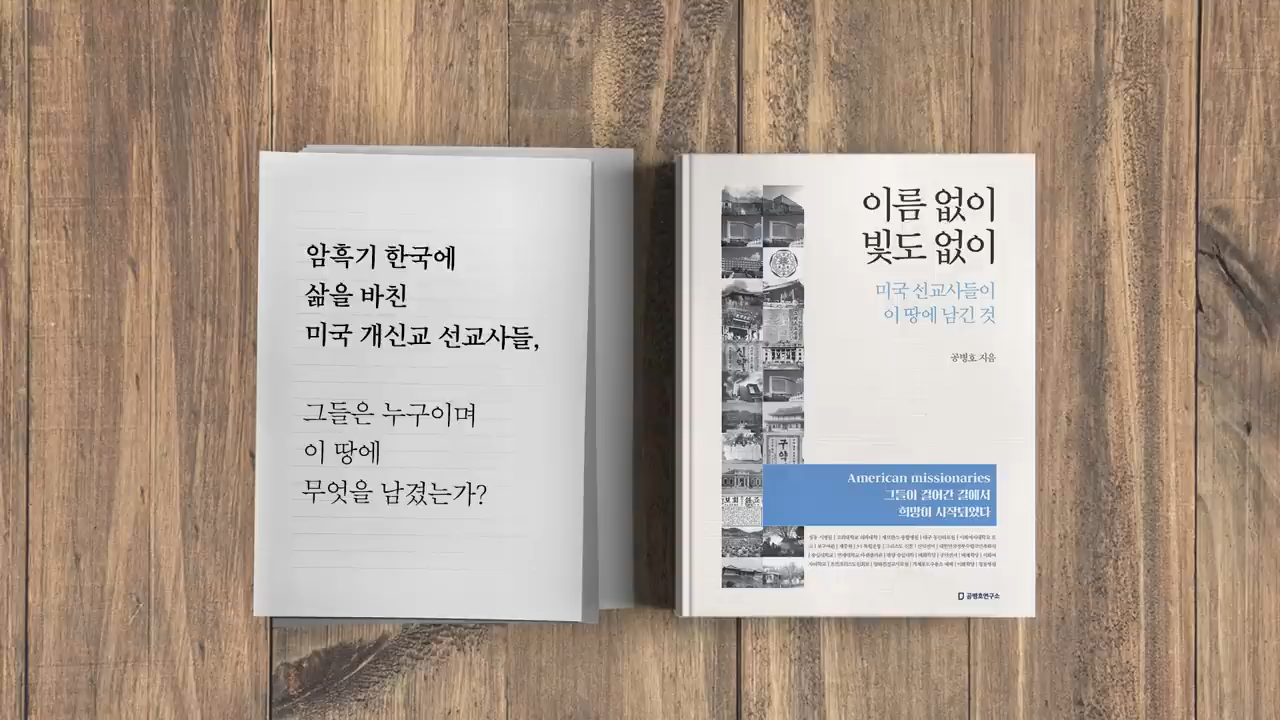 암흑기 한국에
삶을 바친
미국 개신교 선교사들,
그들은 누구이며
이 땅에
무엇을 남겼는가?
이름 없이
빛도 없이
미국 선교사들이
이 땅에 남긴 것
공병호 지음
American missionaries
그들이 걸어간 길에서
희망이 시작되었다
공병호연구소